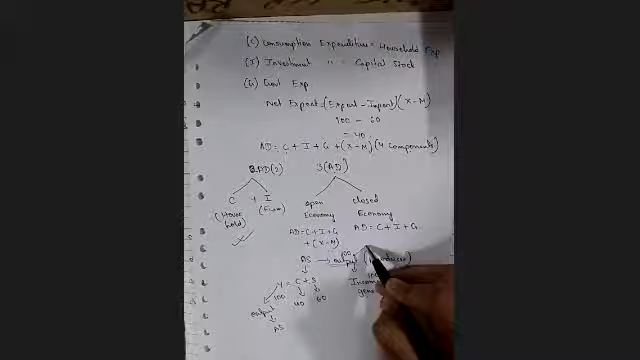 (C) Consumption Expenditure = Household Exp
(I) Investment " = Capital Stock
(G) Govt Exp
Net Export = (Export - Import) (X-M)
100 - 60
= 40
AD = C + I + G + (X-M) (4 Components)
AD(2) 3 (AD)
C + I open closed
(House hold) (Firm) Economy Economy
AD = C+I+G AD = C + I + G
+ (X-M)
AS → output
Y = C + S
100 40 60
output
AS